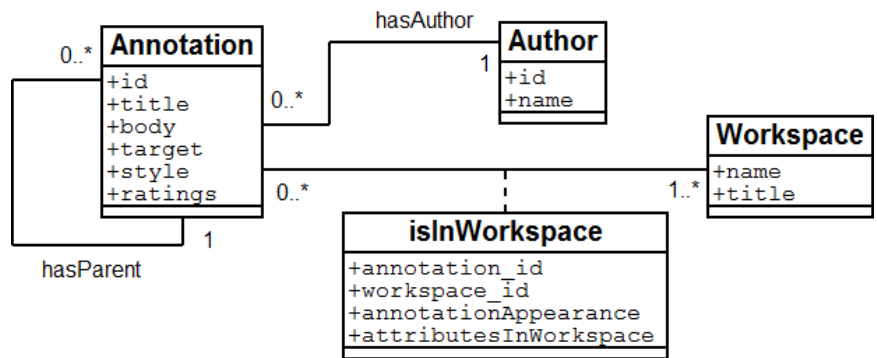 hasAuthor
Annotation
0..*
+id
+title
+body
+target
+style
+ratings
0..*
1
Author
+id
+name
Workspace
+name
+title
0..*
1..*
1
hasParent
isInWorkspace
+annotation_id
+workspace_id
+annotationAppearance
+attributesInWorkspace